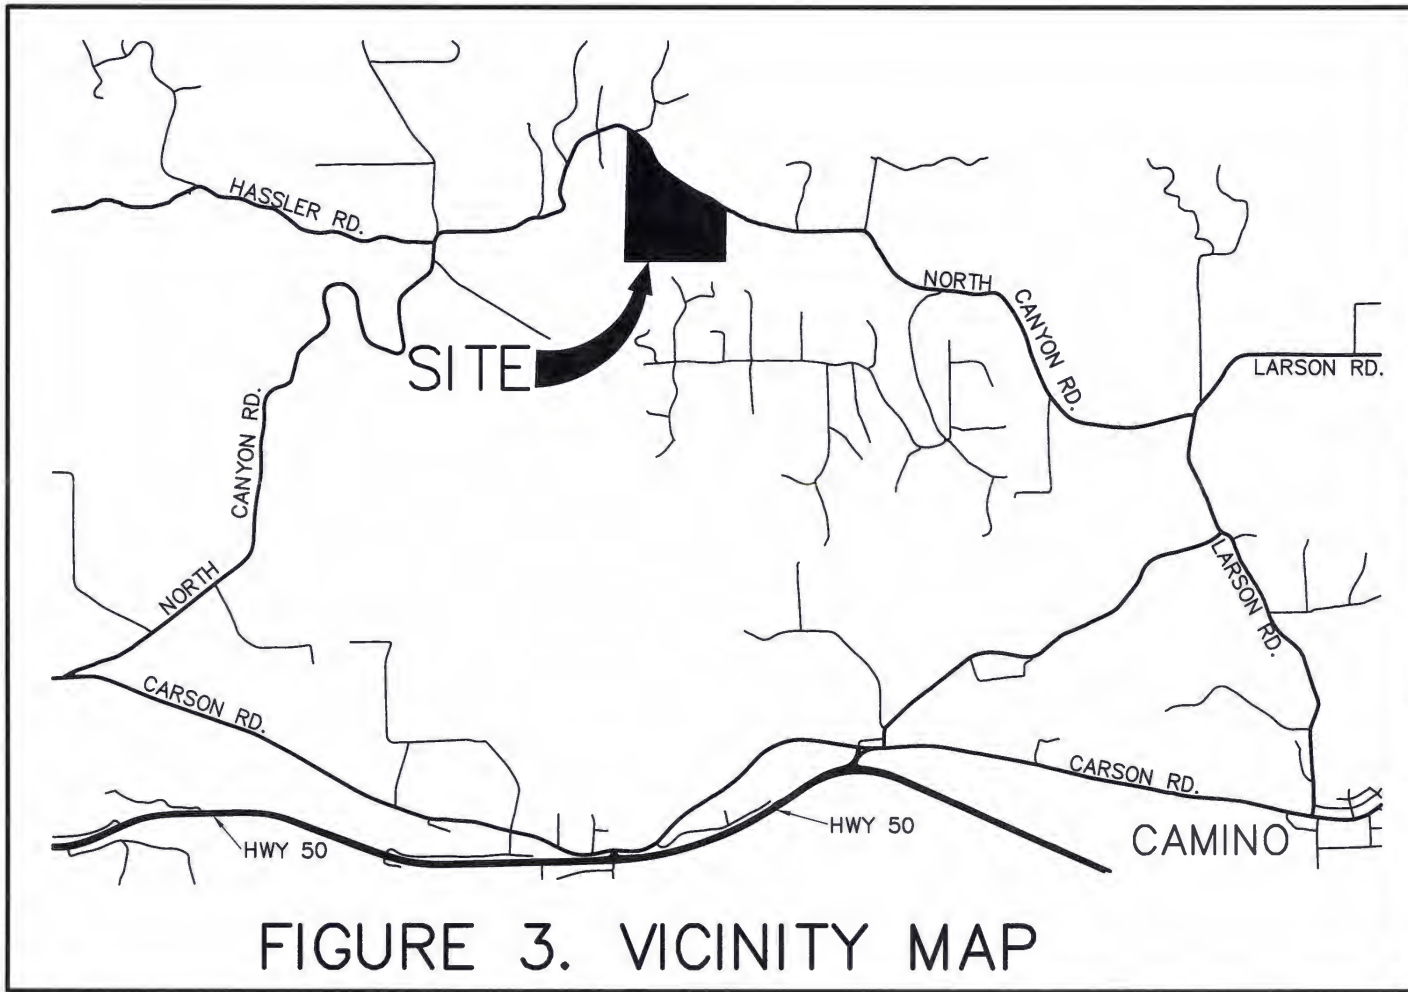 HASSLER RD.
NORTH
CANYON RD.
SITE
LARSON RD.
CANYON RD.
NORTH
LARSON RD.
CARSON RD.
CARSON RD.
HWY 50
HWY 50
CAMINO
FIGURE 3. VICINITY MAP